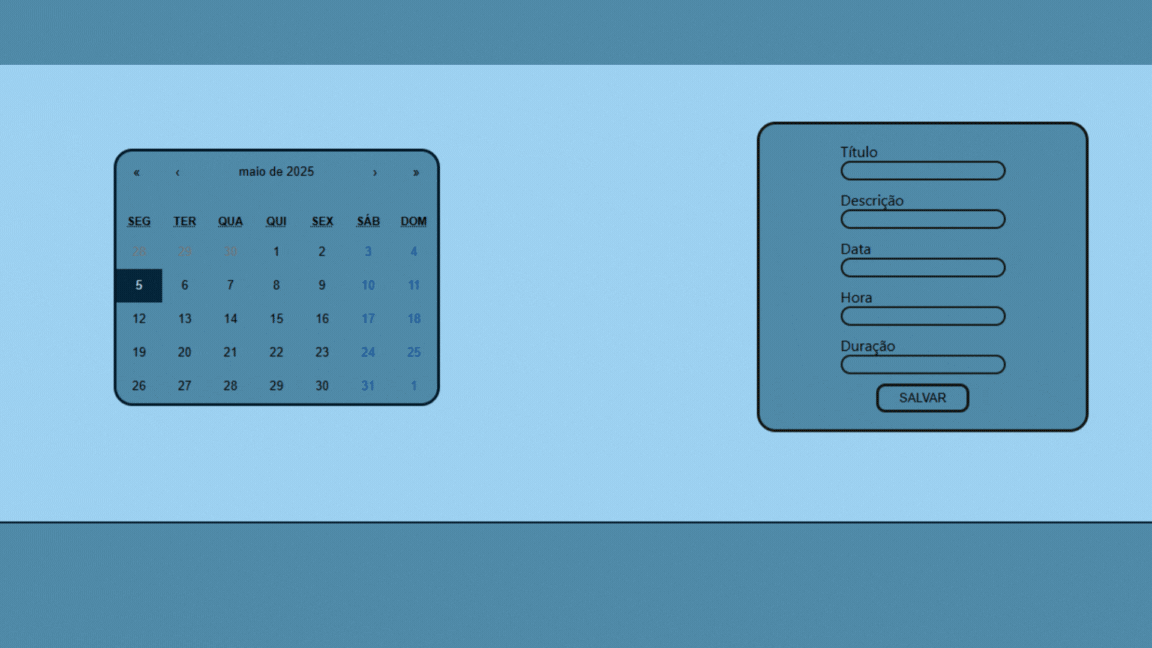 « ‹ maio de 2025 › »
SEG TER QUA QUI SEX SÁB DOM
28 29 30 1 2 3 4
5 6 7 8 9 10 11
12 13 14 15 16 17 18
19 20 21 22 23 24 25
26 27 28 29 30 31 1
Título
Descrição
Data
Hora
Duração
SALVAR